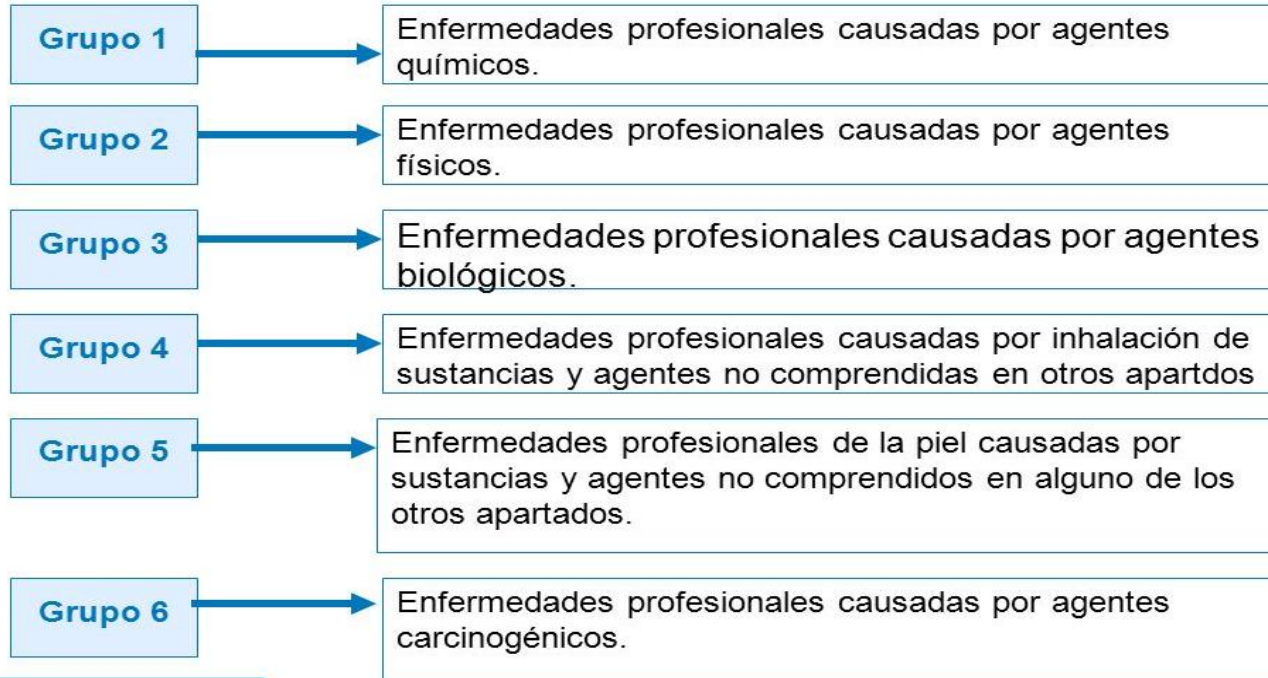 Grupo 1
Enfermedades profesionales causadas por agentes
químicos.
Grupo 2
Enfermedades profesionales causadas por agentes
físicos.
Grupo 3
Enfermedades profesionales causadas por agentes
biológicos.
Grupo 4
Enfermedades profesionales causadas por inhalación de
sustancias y agentes no comprendidas en otros apartdos
Grupo 5
Enfermedades profesionales de la piel causadas por
sustancias y agentes no comprendidos en alguno de los
otros apartados.
Grupo 6
Enfermedades profesionales causadas por agentes
carcinogénicos.